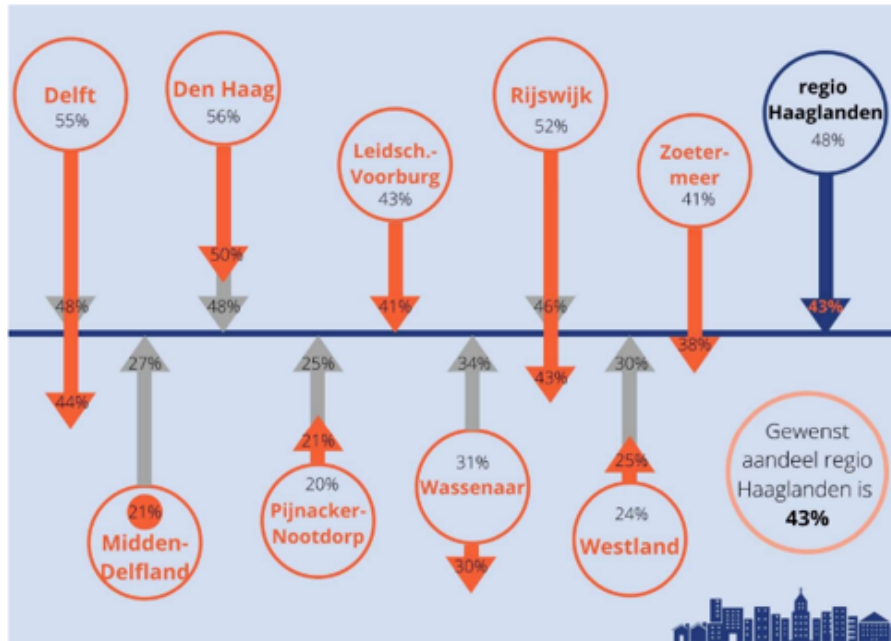 Delft
55%
48%
44%
Den Haag
56%
50%
48%
Leidsch.-
Voorburg
43%
41%
Rijswijk
52%
46%
43%
Zoeter-
meer
41%
38%
regio
Haaglanden
48%
43%
27%
21%
Midden-
Delfland
25%
21%
20%
Pijnacker-
Nootdorp
34%
31%
Wassenaar
30%
30%
25%
24%
Westland
Gewenst
aandeel regio
Haaglanden is
43%